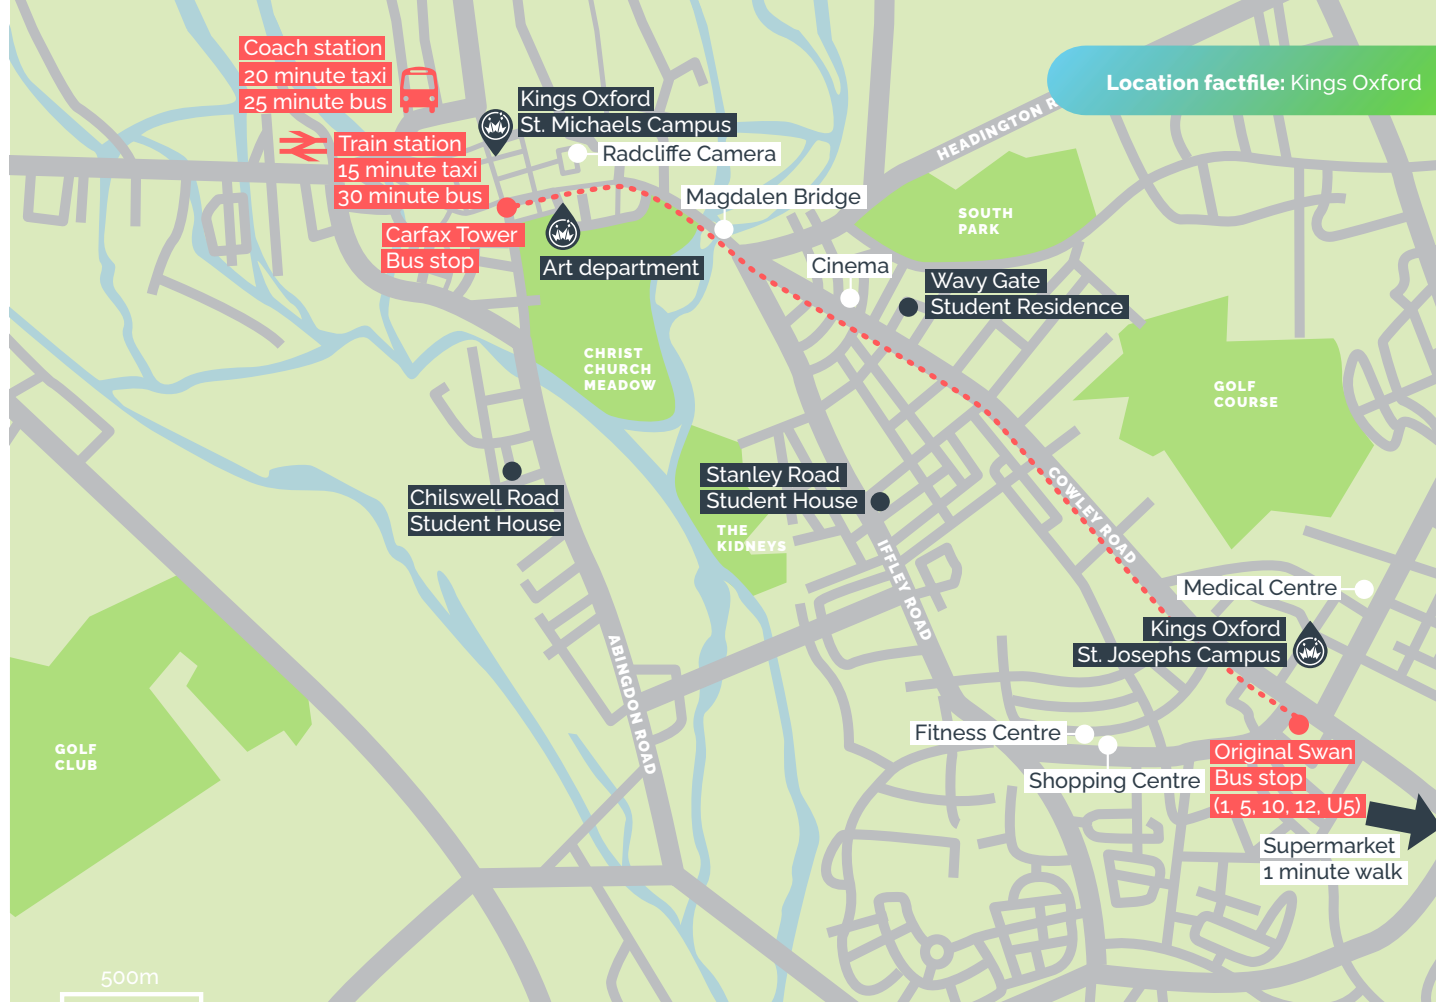 Coach station
20 minute taxi
25 minute bus
Location factfile: Kings Oxford
Kings Oxford
St. Michaels Campus
HEADINGTON R
Train station
15 minute taxi
30 minute bus
Radcliffe Camera
Magdalen Bridge
SOUTH
PARK
Carfax Tower
Bus stop
Art department
Cinema
Wavy Gate
Student Residence
CHRIST
CHURCH
MEADOW
GOLF
COURSE
Stanley Road
Student House
Chilswell Road
Student House
COWLEY ROAD
THE
KIDNEYS
IFFLEY ROAD
Medical Centre
Kings Oxford
St. Josephs Campus
ABINGDON ROAD
GOLF
CLUB
Fitness Centre
Shopping Centre
Original Swan
Bus stop
(1, 5, 10, 12, U5)
Supermarket
1 minute walk
500m